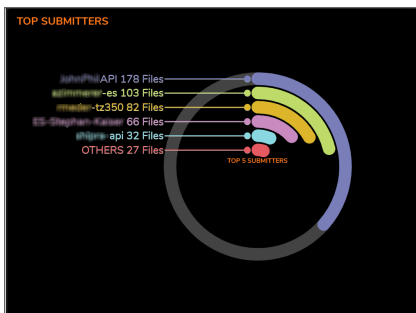 TOP SUBMITTERS
API 178 Files
-es 103 Files
-tz350 82 Files
66 Files
-api 32 Files
OTHERS 27 Files
TOP 5 SUBMITTERS